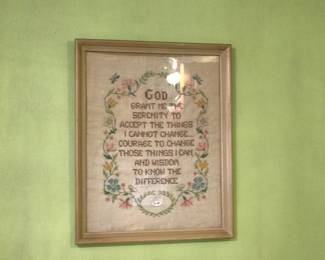 GOD
GRANT ME THE
SERENITY TO
ACCEPT THE THINGS
I CANNOT CHANGE...
COURAGE TO CHANGE
THOSE THINGS I CAN
AND WISDOM
TO KNOW THE
DIFFERENCE